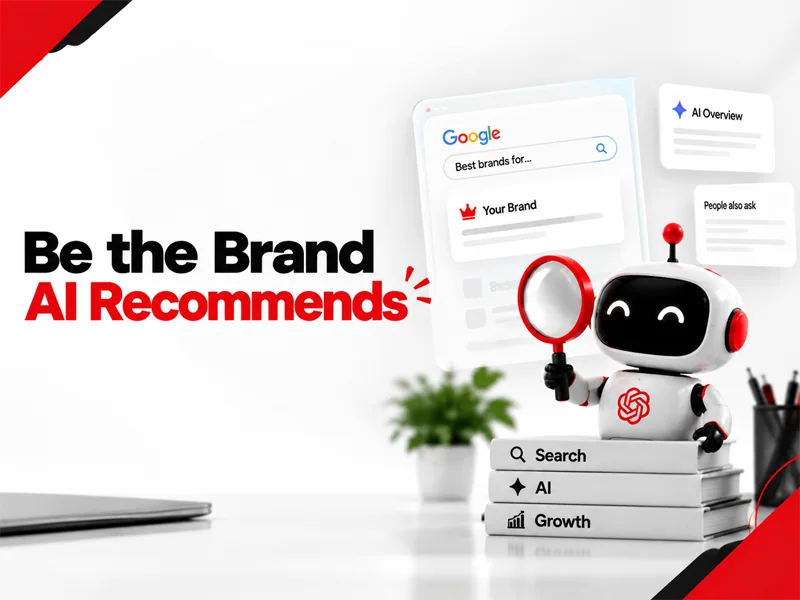 Be the Brand
AI Recommends
Google
Best brands for...
Your Brand
AI Overview
People also ask
Search
AI
Growth